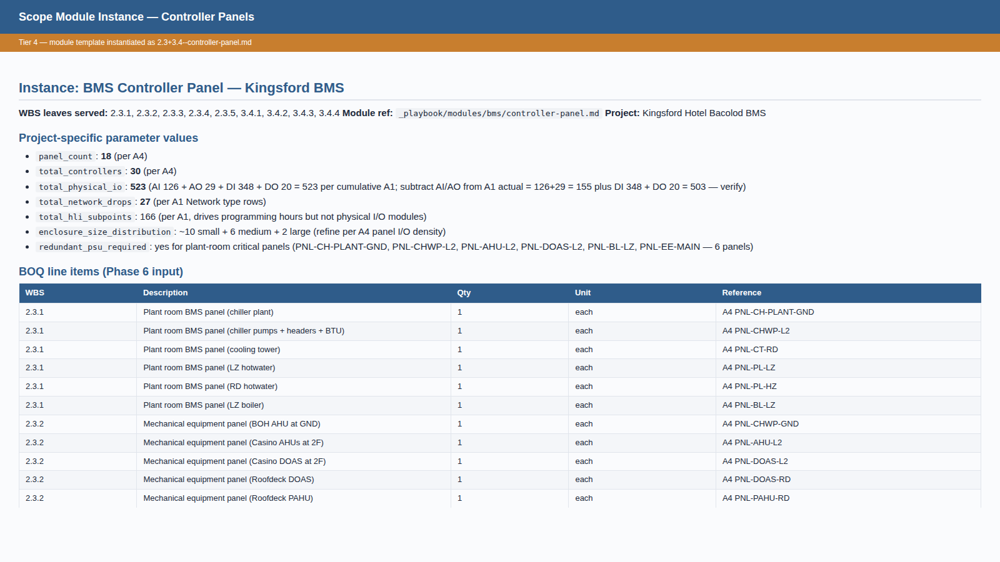 Scope Module Instance — Controller Panels
Tier 4 — module template instantiated as 2.3+3.4--controller-panel.md
Instance: BMS Controller Panel — Kingsford BMS
WBS leaves served: 2.3.1, 2.3.2, 2.3.3, 2.3.4, 2.3.5, 3.4.1, 3.4.2, 3.4.3, 3.4.4 Module ref: _playbook/modules/bms/controller-panel.md Project: Kingsford Hotel Bacolod BMS
Project-specific parameter values
• panel_count: 18 (per A4)
• total_controllers: 30 (per A4)
• total_physical_io: 523 (AI 126 + AO 29 + DI 348 + DO 20 = 523 per cumulative A1; subtract AI/AO from A1 actual = 126+29 = 155 plus DI 348 + DO 20 = 503 — verify)
• total_network_drops: 27 (per A1 Network type rows)
• total_hli_subpoints: 166 (per A1, drives programming hours but not physical I/O modules)
• enclosure_size_distribution: ~10 small + 6 medium + 2 large (refine per A4 panel I/O density)
• redundant_psu_required: yes for plant-room critical panels (PNL-CH-PLANT-GND, PNL-CHWP-L2, PNL-AHU-L2, PNL-DOAS-L2, PNL-BL-LZ, PNL-EE-MAIN — 6 panels)
BOQ line items (Phase 6 input)
WBS Description Qty Unit Reference
2.3.1 Plant room BMS panel (chiller plant) 1 each A4 PNL-CH-PLANT-GND
2.3.1 Plant room BMS panel (chiller pumps + headers + BTU) 1 each A4 PNL-CHWP-L2
2.3.1 Plant room BMS panel (cooling tower) 1 each A4 PNL-CT-RD
2.3.1 Plant room BMS panel (LZ hotwater) 1 each A4 PNL-PL-LZ
2.3.1 Plant room BMS panel (RD hotwater) 1 each A4 PNL-PL-HZ
2.3.1 Plant room BMS panel (LZ boiler) 1 each A4 PNL-BL-LZ
2.3.2 Mechanical equipment panel (BOH AHU at GND) 1 each A4 PNL-CHWP-GND
2.3.2 Mechanical equipment panel (Casino AHUs at 2F) 1 each A4 PNL-AHU-L2
2.3.2 Mechanical equipment panel (Casino DOAS at 2F) 1 each A4 PNL-DOAS-L2
2.3.2 Mechanical equipment panel (Roofdeck DOAS) 1 each A4 PNL-DOAS-RD
2.3.2 Mechanical equipment panel (Roofdeck PAHU) 1 each A4 PNL-PAHU-RD